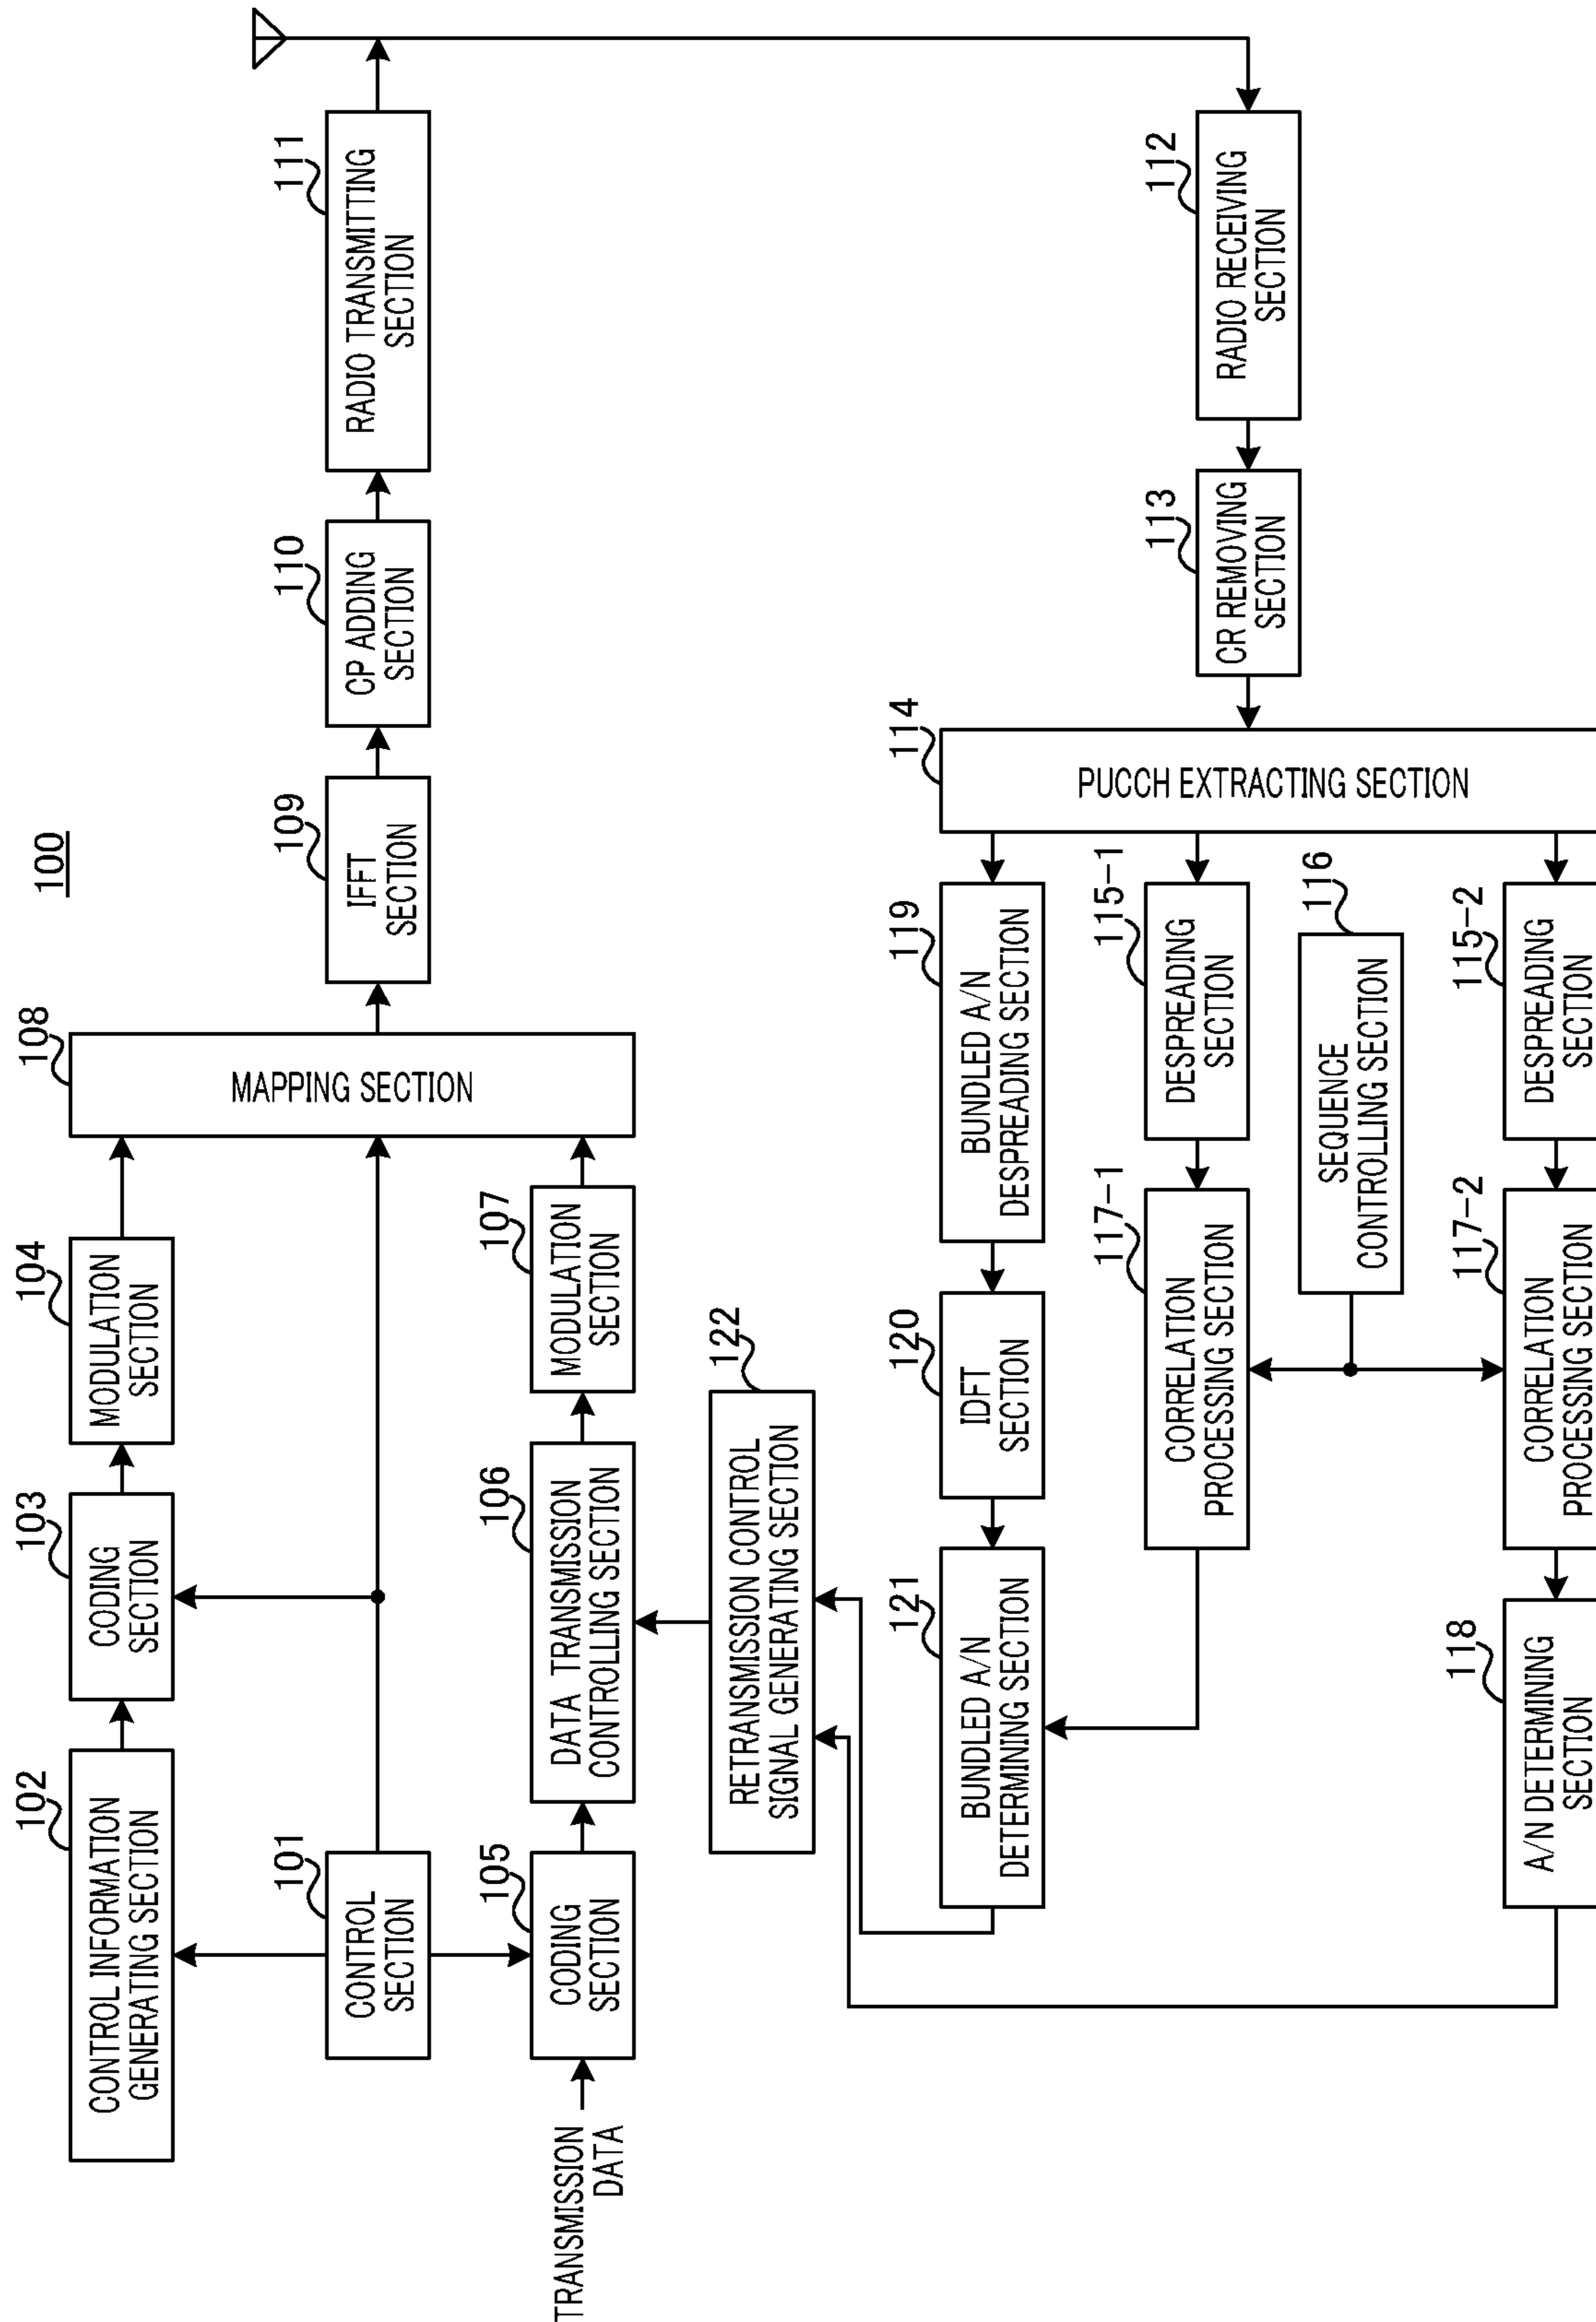 100
102
CONTROL INFORMATION
GENERATING SECTION
103
CODING
SECTION
104
MODULATION
SECTION
108
MAPPING SECTION
109
IFFT
SECTION
110
CP ADDING
SECTION
111
RADIO TRANSMITTING
SECTION
101
CONTROL
SECTION
TRANSMISSION
DATA
105
CODING
SECTION
106
DATA TRANSMISSION
CONTROLLING SECTION
107
MODULATION
SECTION
122
RETRANSMISSION CONTROL
SIGNAL GENERATING SECTION
121
BUNDLED A/N
DETERMINING SECTION
120
IDFT
SECTION
119
BUNDLED A/N
DESPREADING SECTION
114
PUCCH EXTRACTING SECTION
113
CR REMOVING
SECTION
112
RADIO RECEIVING
SECTION
117-1
CORRELATION
PROCESSING SECTION
115-1
DESPREADING
SECTION
116
SEQUENCE
CONTROLLING SECTION
118
A/N DETERMINING
SECTION
117-2
CORRELATION
PROCESSING SECTION
115-2
DESPREADING
SECTION